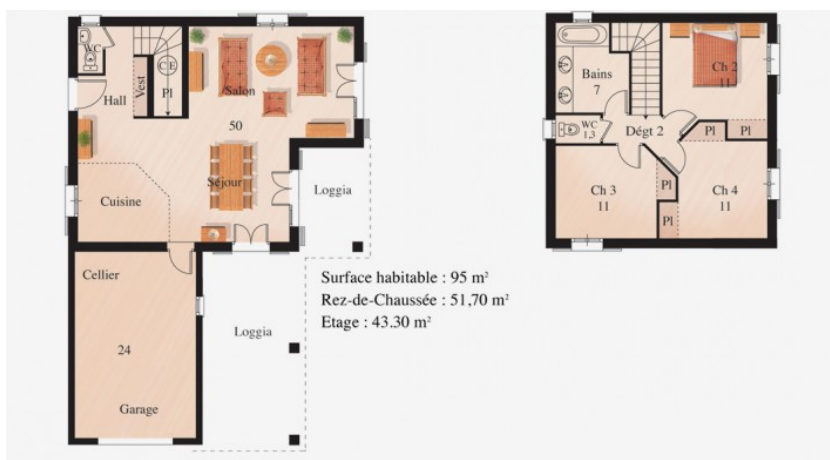 WC
Hall
Vest
C E
Pl
Salon
50
Séjour
Cuisine
Loggia
Cellier
24
Garage
Loggia
Surface habitable : 95 m²
Rez-de-Chaussée : 51,70 m²
Etage : 43.30 m²
Bains
7
Ch 2
11
WC
1,3
Dégt 2
Pl
Pl
Ch 3
11
Pl
Pl
Ch 4
11